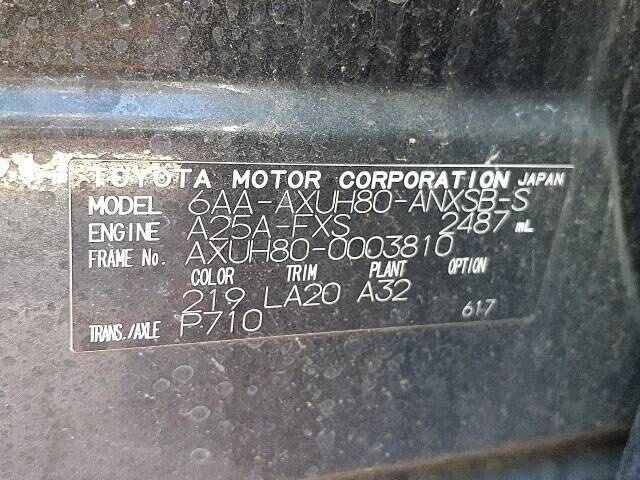 TOYOTA MOTOR CORPORATION JAPAN
MODEL 6AA-AXUH80-ANXSB-S
ENGINE A25A-FXS 2487 mL
FRAME No. AXUH80-0003810
COLOR TRIM PLANT OPTION
219 LA20 A32
TRANS./AXLE P710 617